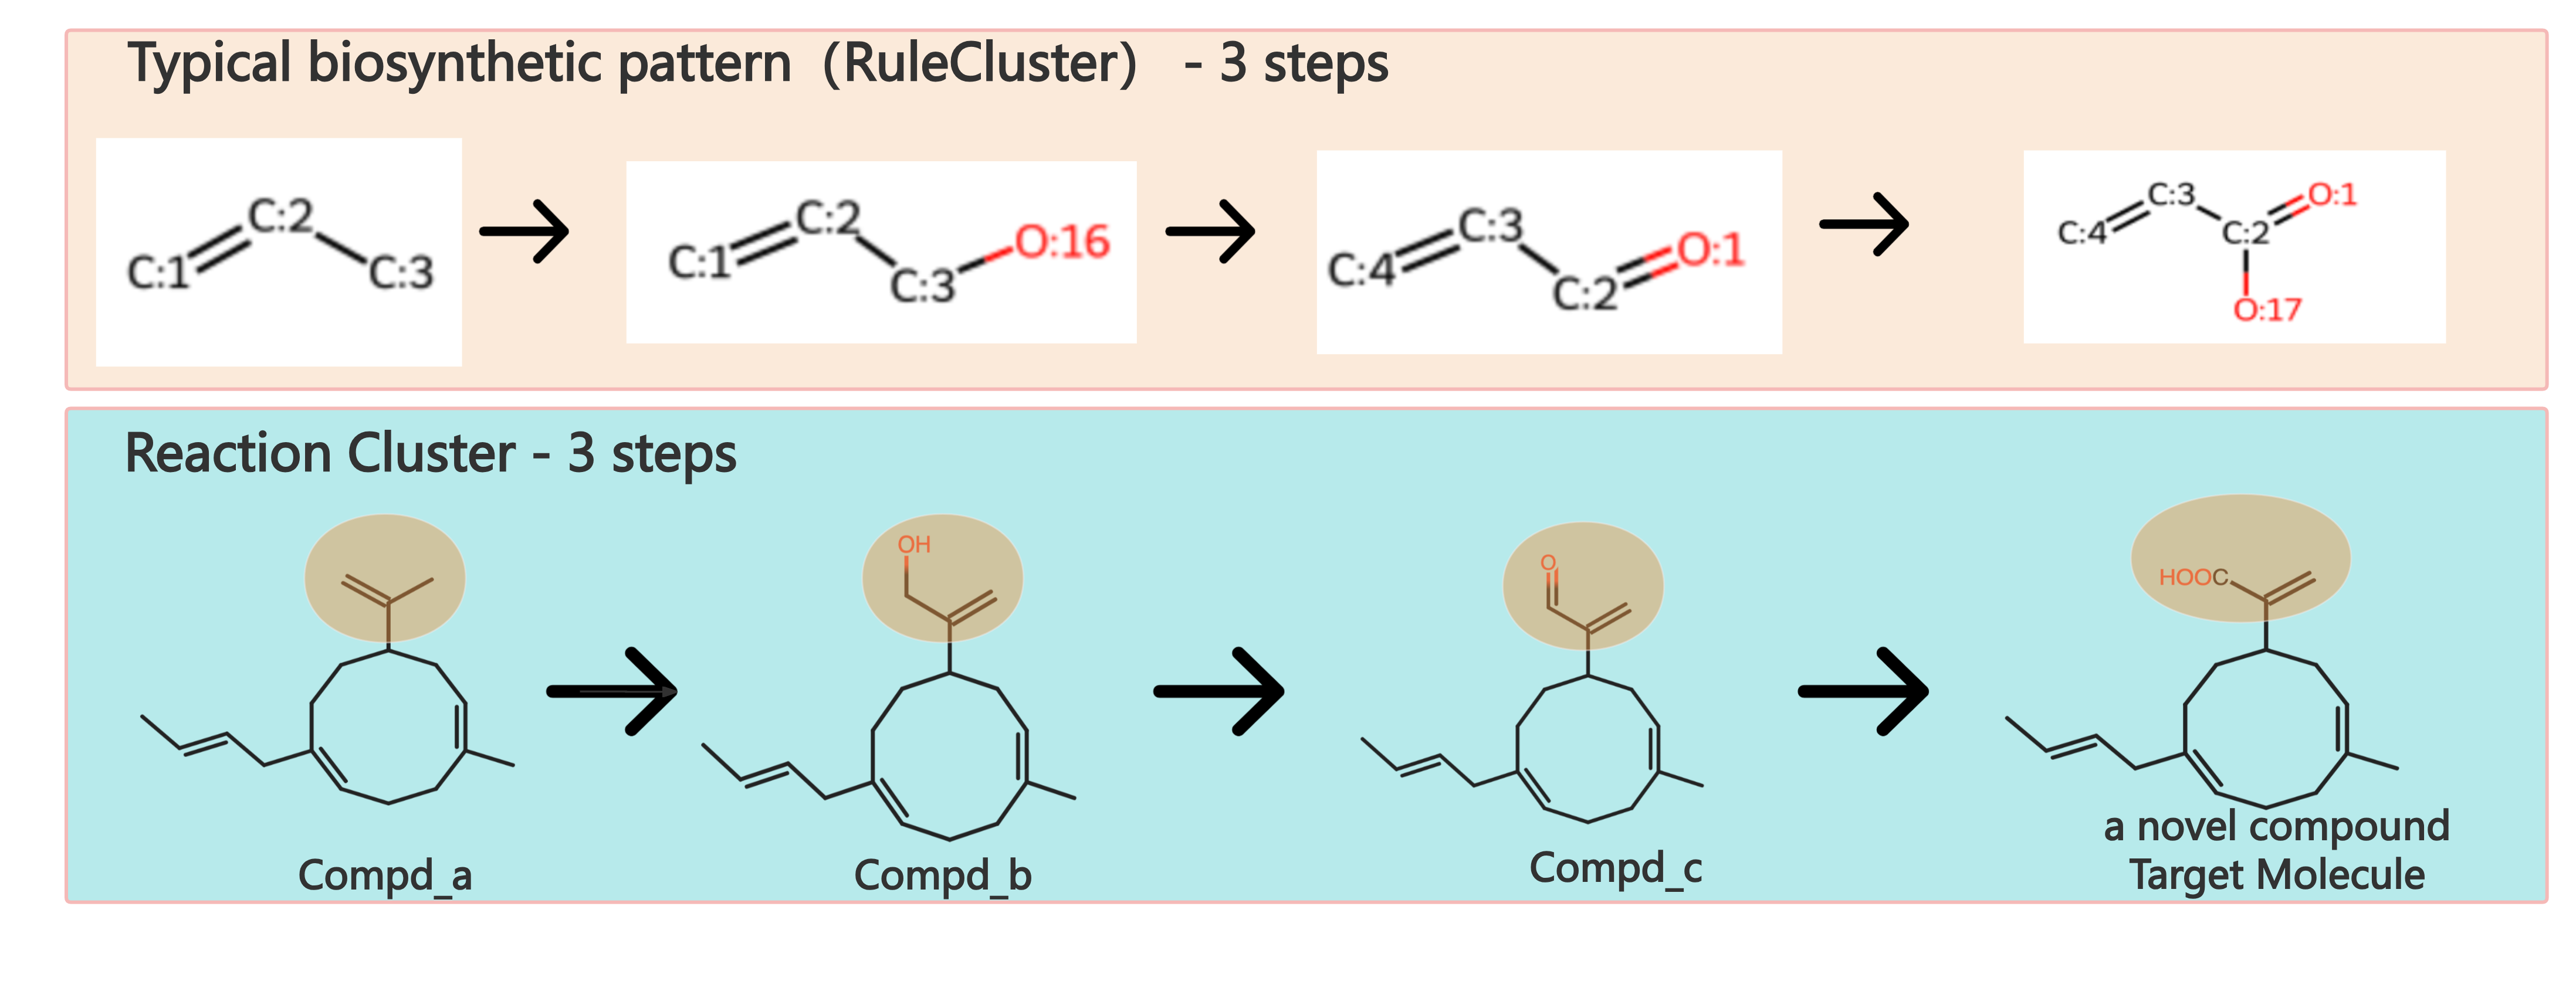 Typical biosynthetic pattern （RuleCluster） - 3 steps
C:1 C:2 C:3
C:1 C:2 C:3 O:16
C:4 C:3 C:2 O:1
C:4 C:3 C:2 O:1 O:17
Reaction Cluster - 3 steps
OH
O
HOOC
Compd_a
Compd_b
Compd_c
a novel compound
Target Molecule